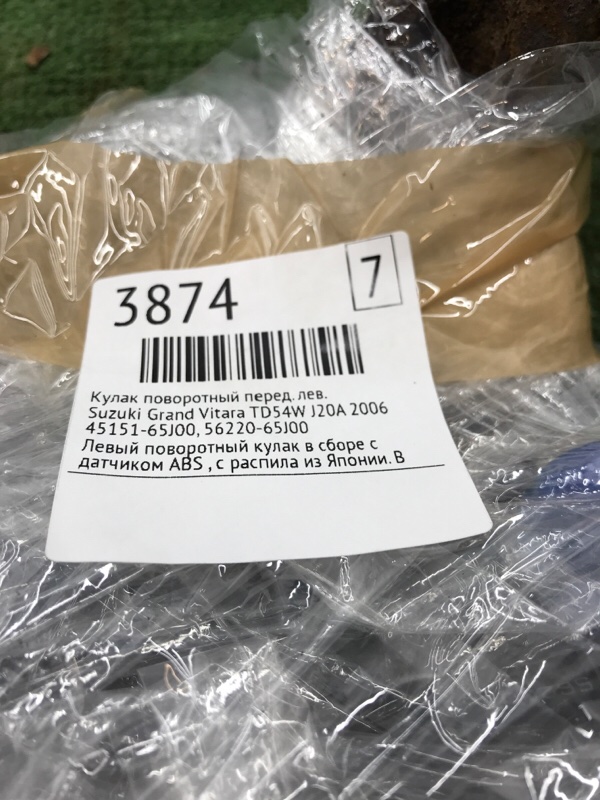 3874
7
Кулак поворотный перед. лев.
Suzuki Grand Vitara TD54W J20A 2006
45151-65J00, 56220-65J00
Левый поворотный кулак в сборе с
датчиком ABS , с распила из Японии. В